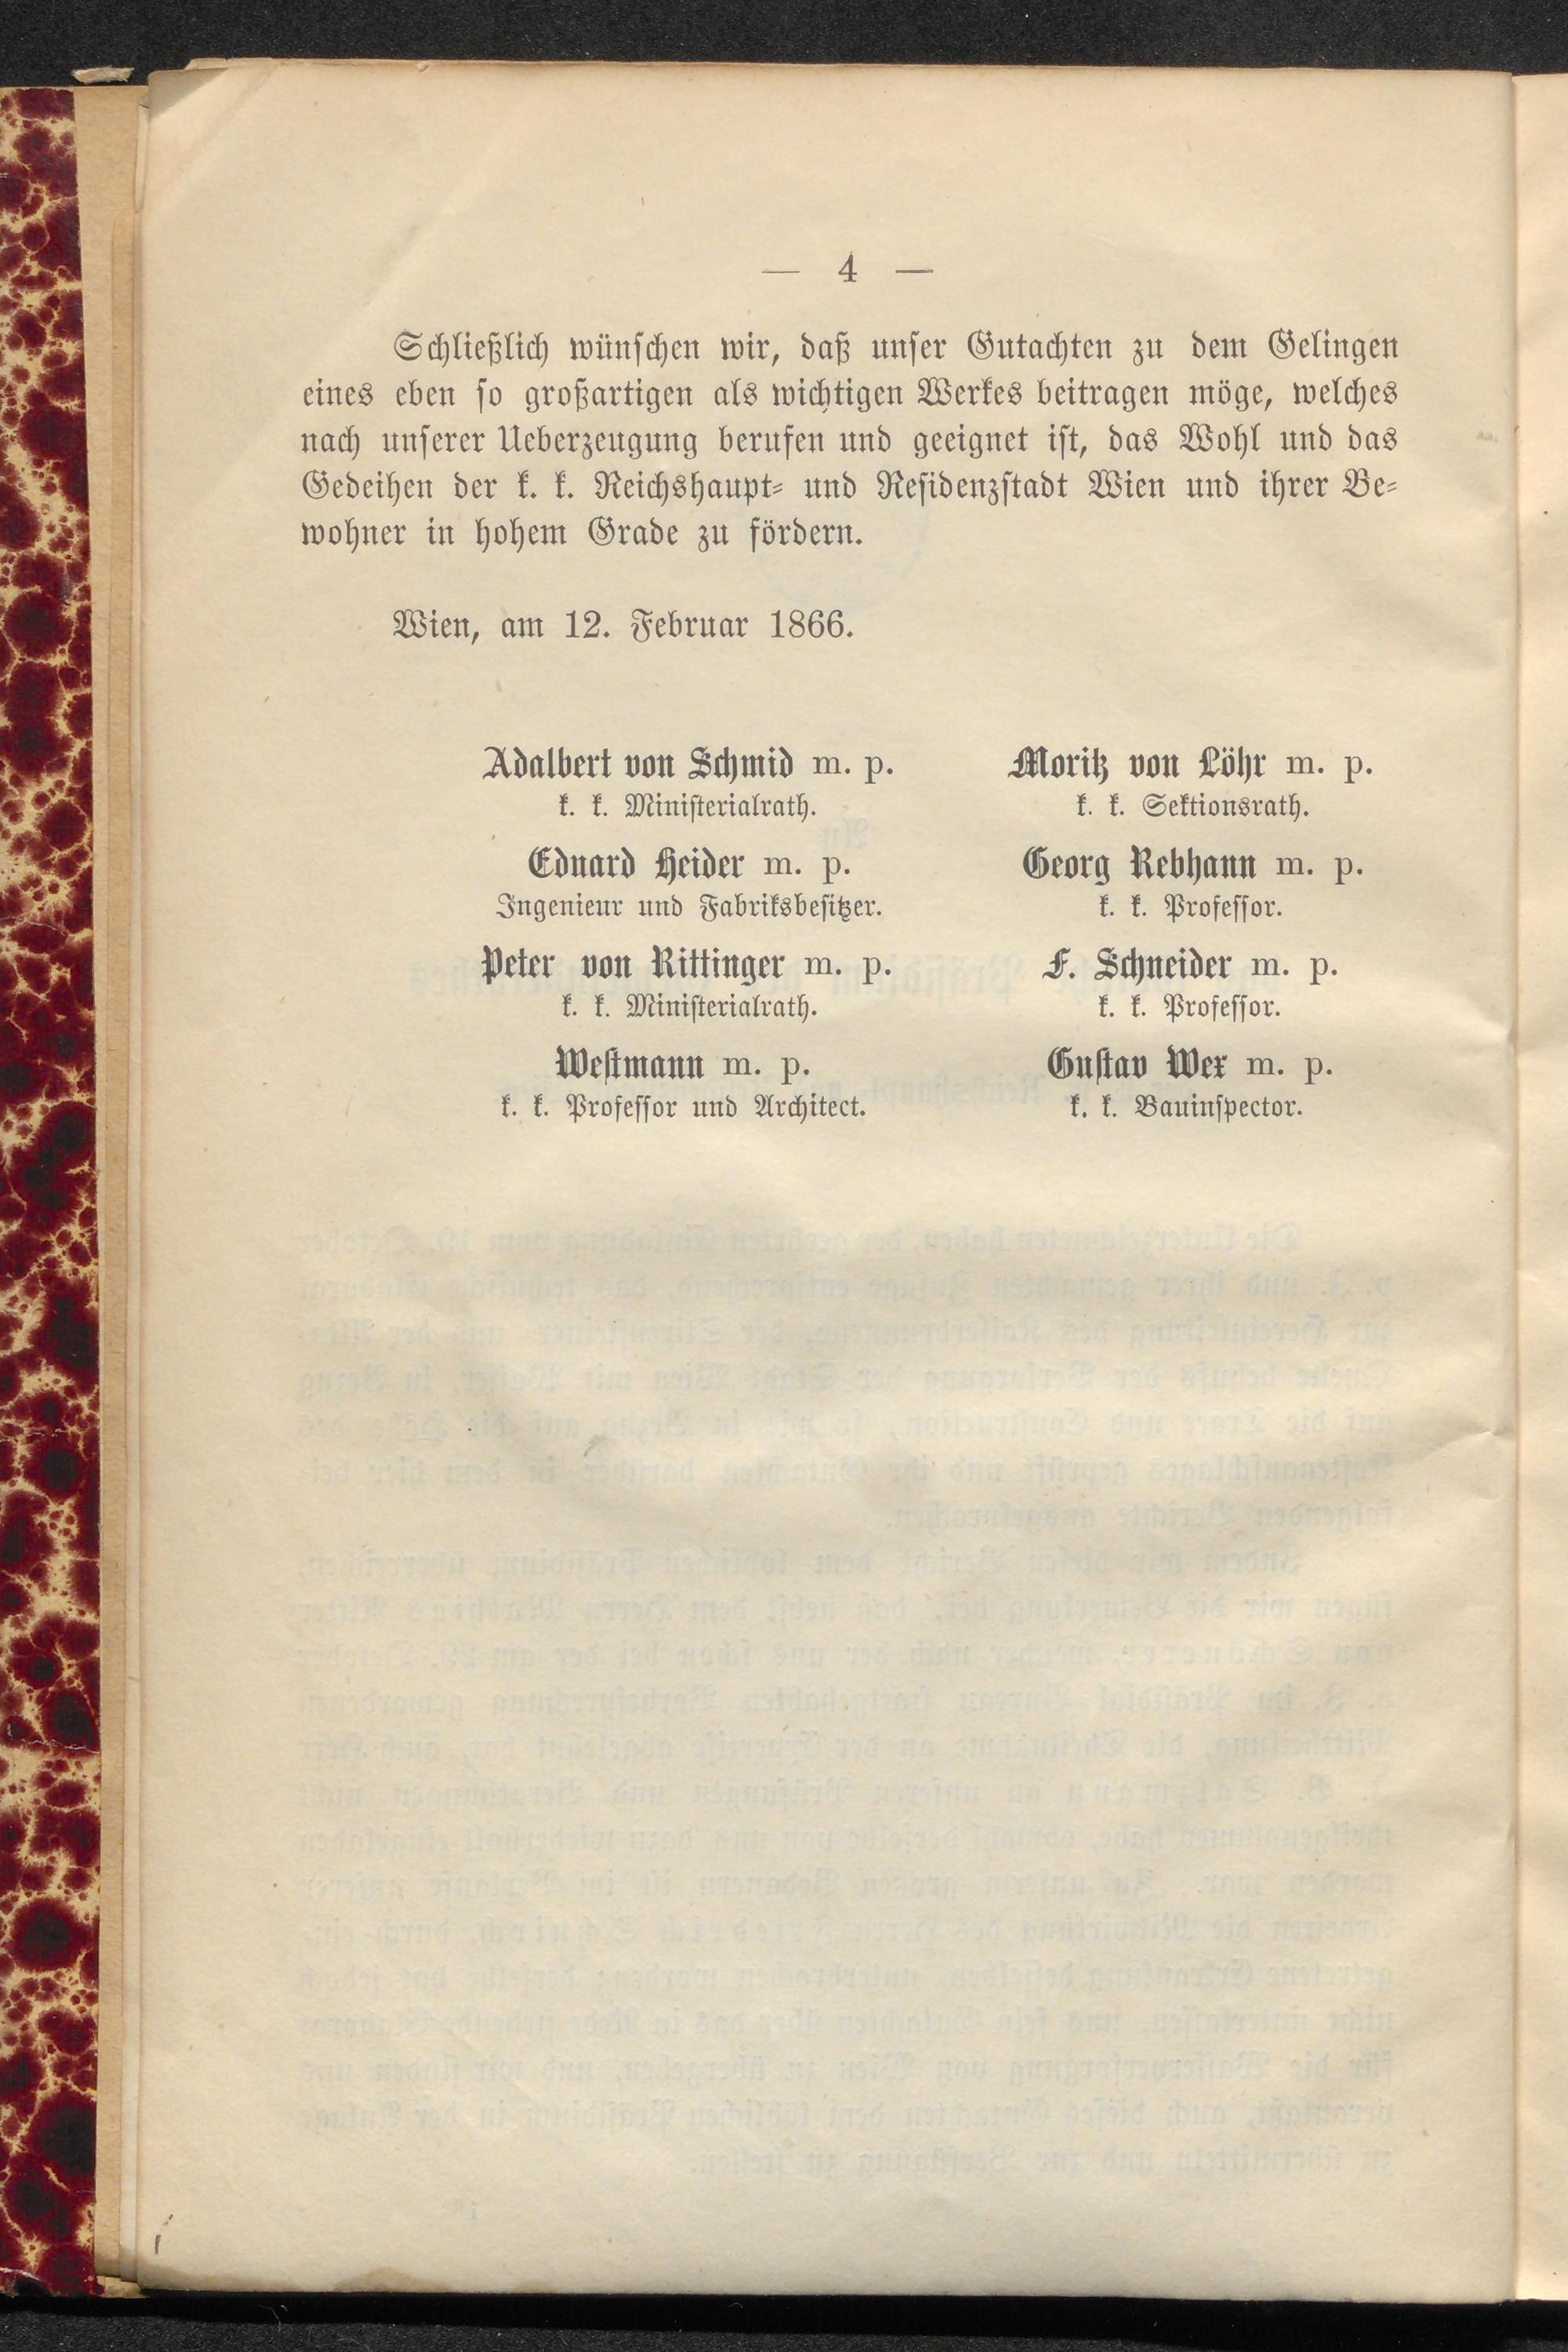 — 4 —
Schließlich wünschen wir, daß unser Gutachten zu dem Gelingen
eines eben so großartigen als wichtigen Werkes beitragen möge, welches
nach unserer Ueberzeugung berufen und geeignet ist, das Wohl und das
Gedeihen der k. k. Reichshaupt- und Residenzstadt Wien und ihrer Be-
wohner in hohem Grade zu fördern.
Wien, am 12. Februar 1866.
Adalbert von Schmid m. p.
k. k. Ministerialrath.
Eduard Heider m. p.
Ingenieur und Fabriksbesitzer.
Peter von Rittinger m. p.
k. k. Ministerialrath.
Westmann m. p.
k. k. Professor und Architect.
Moritz von Löhr m. p.
k. k. Sektionsrath.
Georg Rebhann m. p.
k. k. Professor.
F. Schneider m. p.
k. k. Professor.
Gustav Wex m. p.
k. k. Bauinspector.